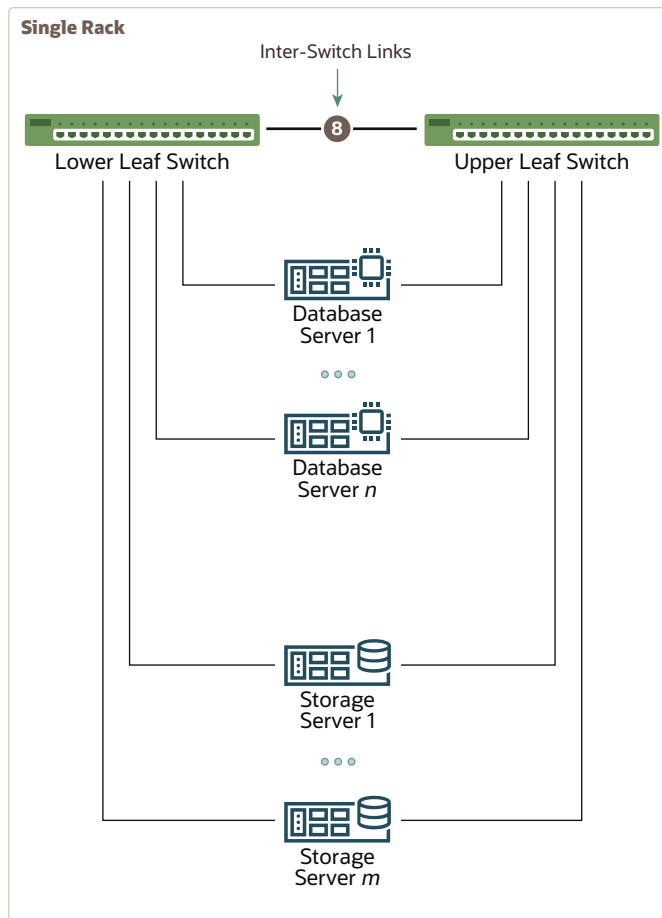 Single Rack
Inter-Switch Links
8
Lower Leaf Switch
Upper Leaf Switch
Database
Server 1
Database
Server n
Storage
Server 1
Storage
Server m